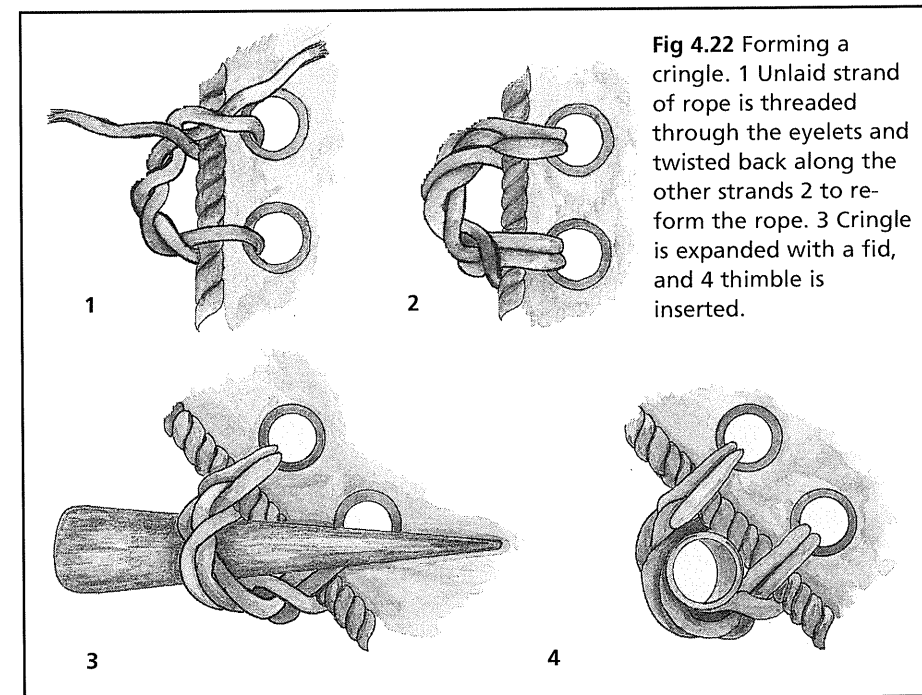 Fig 4.22 Forming a
cringle. 1 Unlaid strand
of rope is threaded
through the eyelets and
twisted back along the
other strands 2 to re-
form the rope. 3 Cringle
is expanded with a fid,
and 4 thimble is
inserted.
1
2
3
4